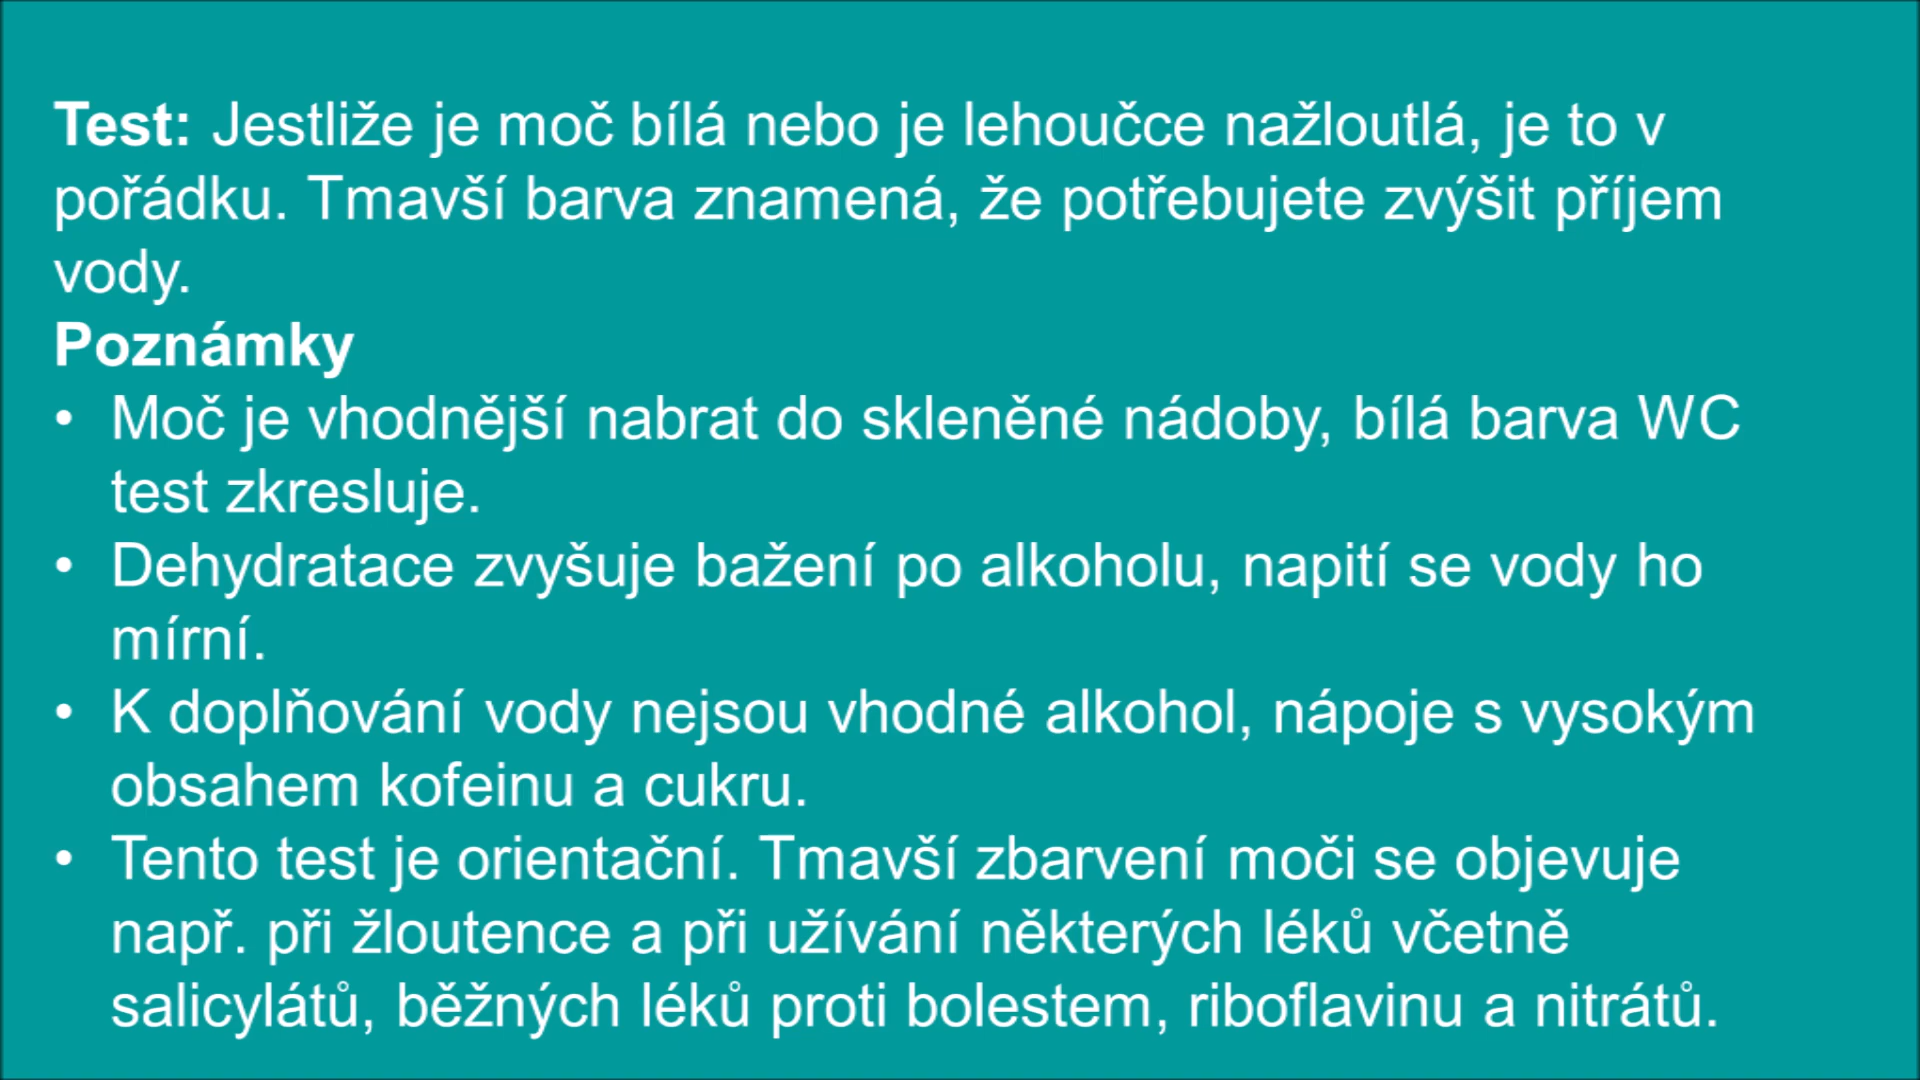 Test: Jestliže je moč bílá nebo je lehoučce nažloutlá, je to v
pořádku. Tmavší barva znamená, že potřebujete zvýšit příjem
vody.
Poznámky
• Moč je vhodnější nabrat do skleněné nádoby, bílá barva WC
test zkresluje.
• Dehydratace zvyšuje bažení po alkoholu, napití se vody ho
mírní.
• K doplňování vody nejsou vhodné alkohol, nápoje s vysokým
obsahem kofeinu a cukru.
• Tento test je orientační. Tmavší zbarvení moči se objevuje
např. při žloutence a při užívání některých léků včetně
salicylátů, běžných léků proti bolestem, riboflavinu a nitrátů.